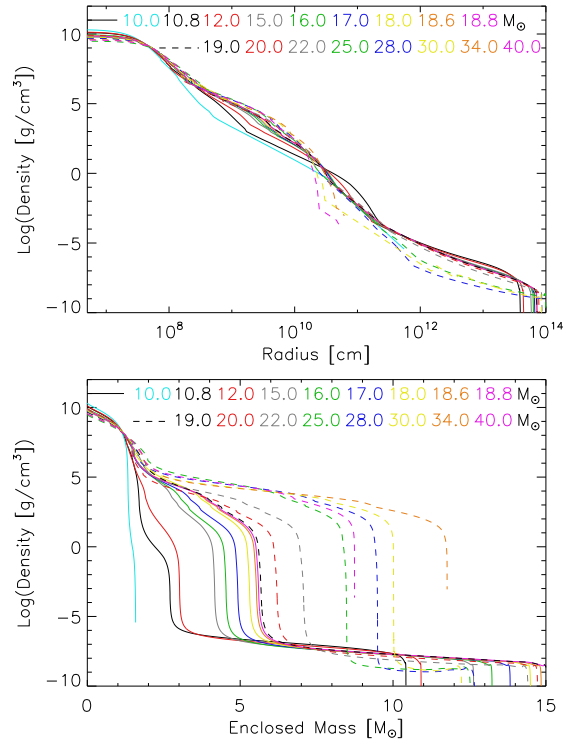 10.0 10.8 12.0 15.0 16.0 17.0 18.0 18.6 18.8 M⊙
19.0 20.0 22.0 25.0 28.0 30.0 34.0 40.0
10
5
0
−5
−10
Log(Density [g/cm³])
10⁸ 10¹⁰ 10¹² 10¹⁴
Radius [cm]
10.0 10.8 12.0 15.0 16.0 17.0 18.0 18.6 18.8 M⊙
19.0 20.0 22.0 25.0 28.0 30.0 34.0 40.0 M⊙
10
5
0
−5
−10
Log(Density [g/cm³])
0 5 10 15
Enclosed Mass [M⊙]